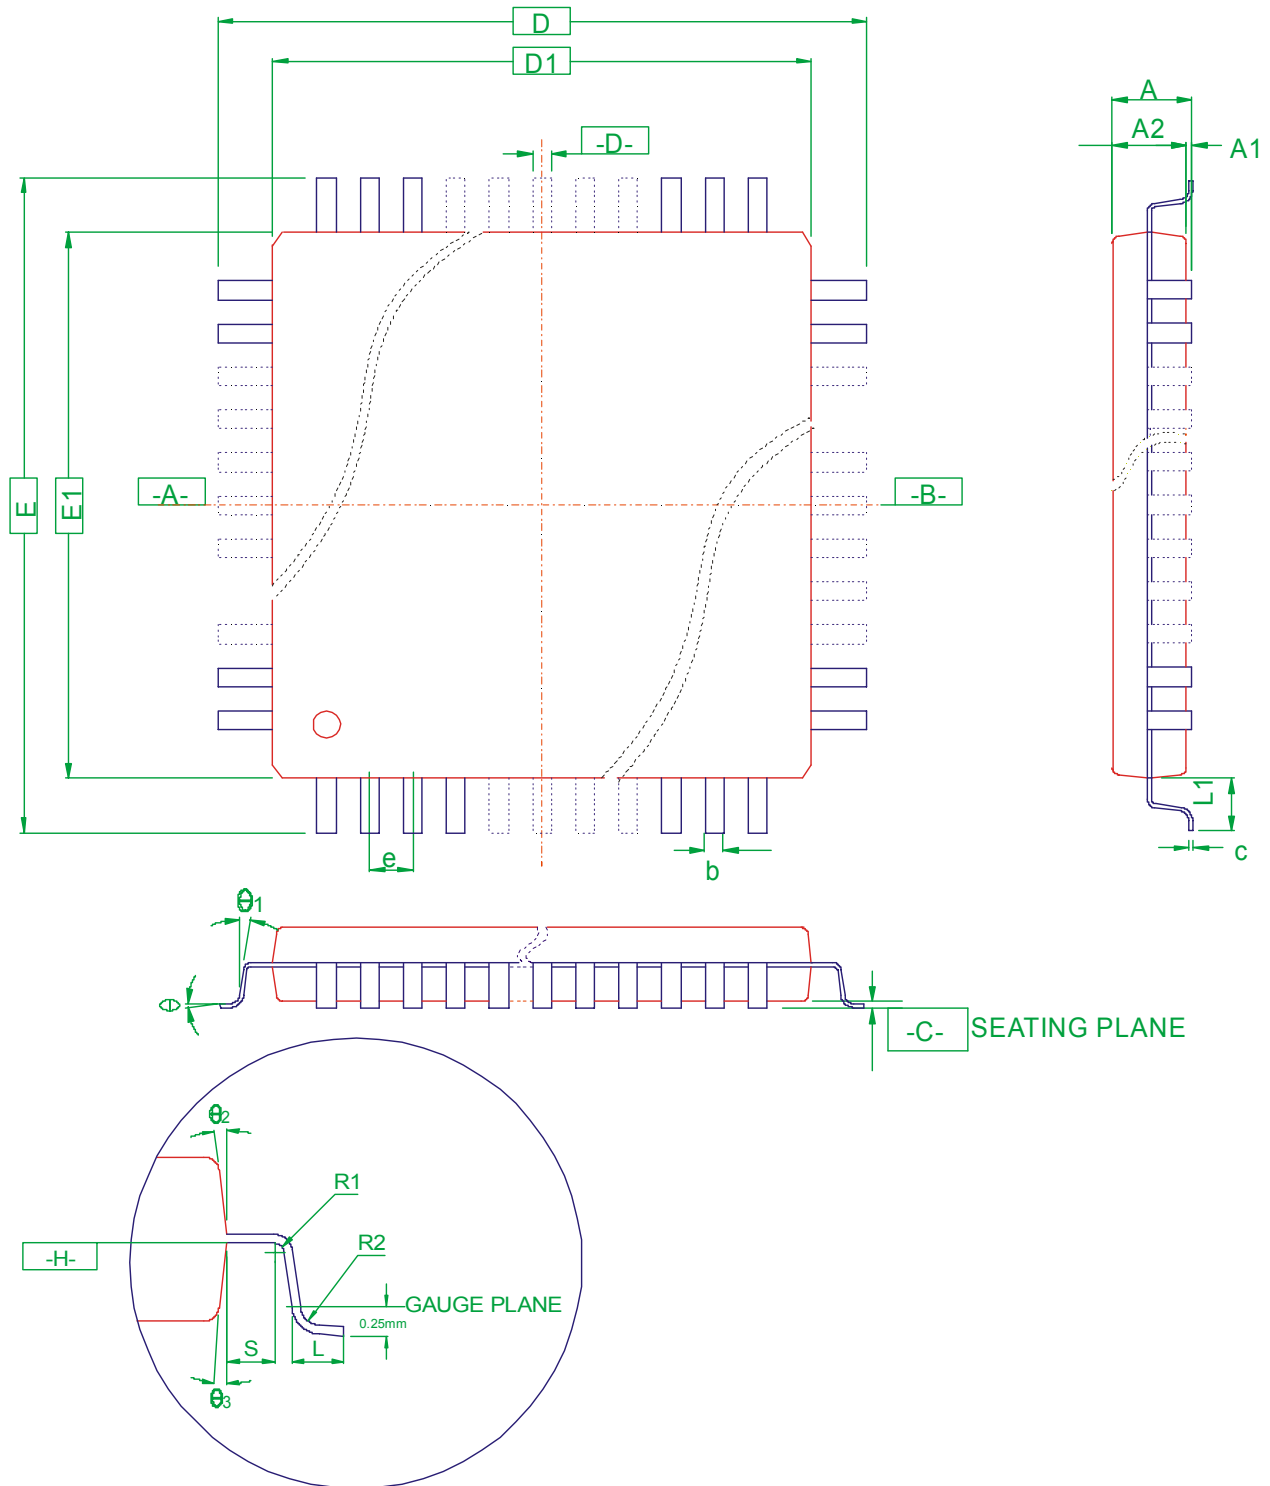 D
D1
-D-
A
A2
A1
E
E1
-A-
-B-
L1
e
b
c
θ1
θ
-C-
SEATING PLANE
θ2
R1
R2
-H-
GAUGE PLANE
0.25mm
S
L
θ3